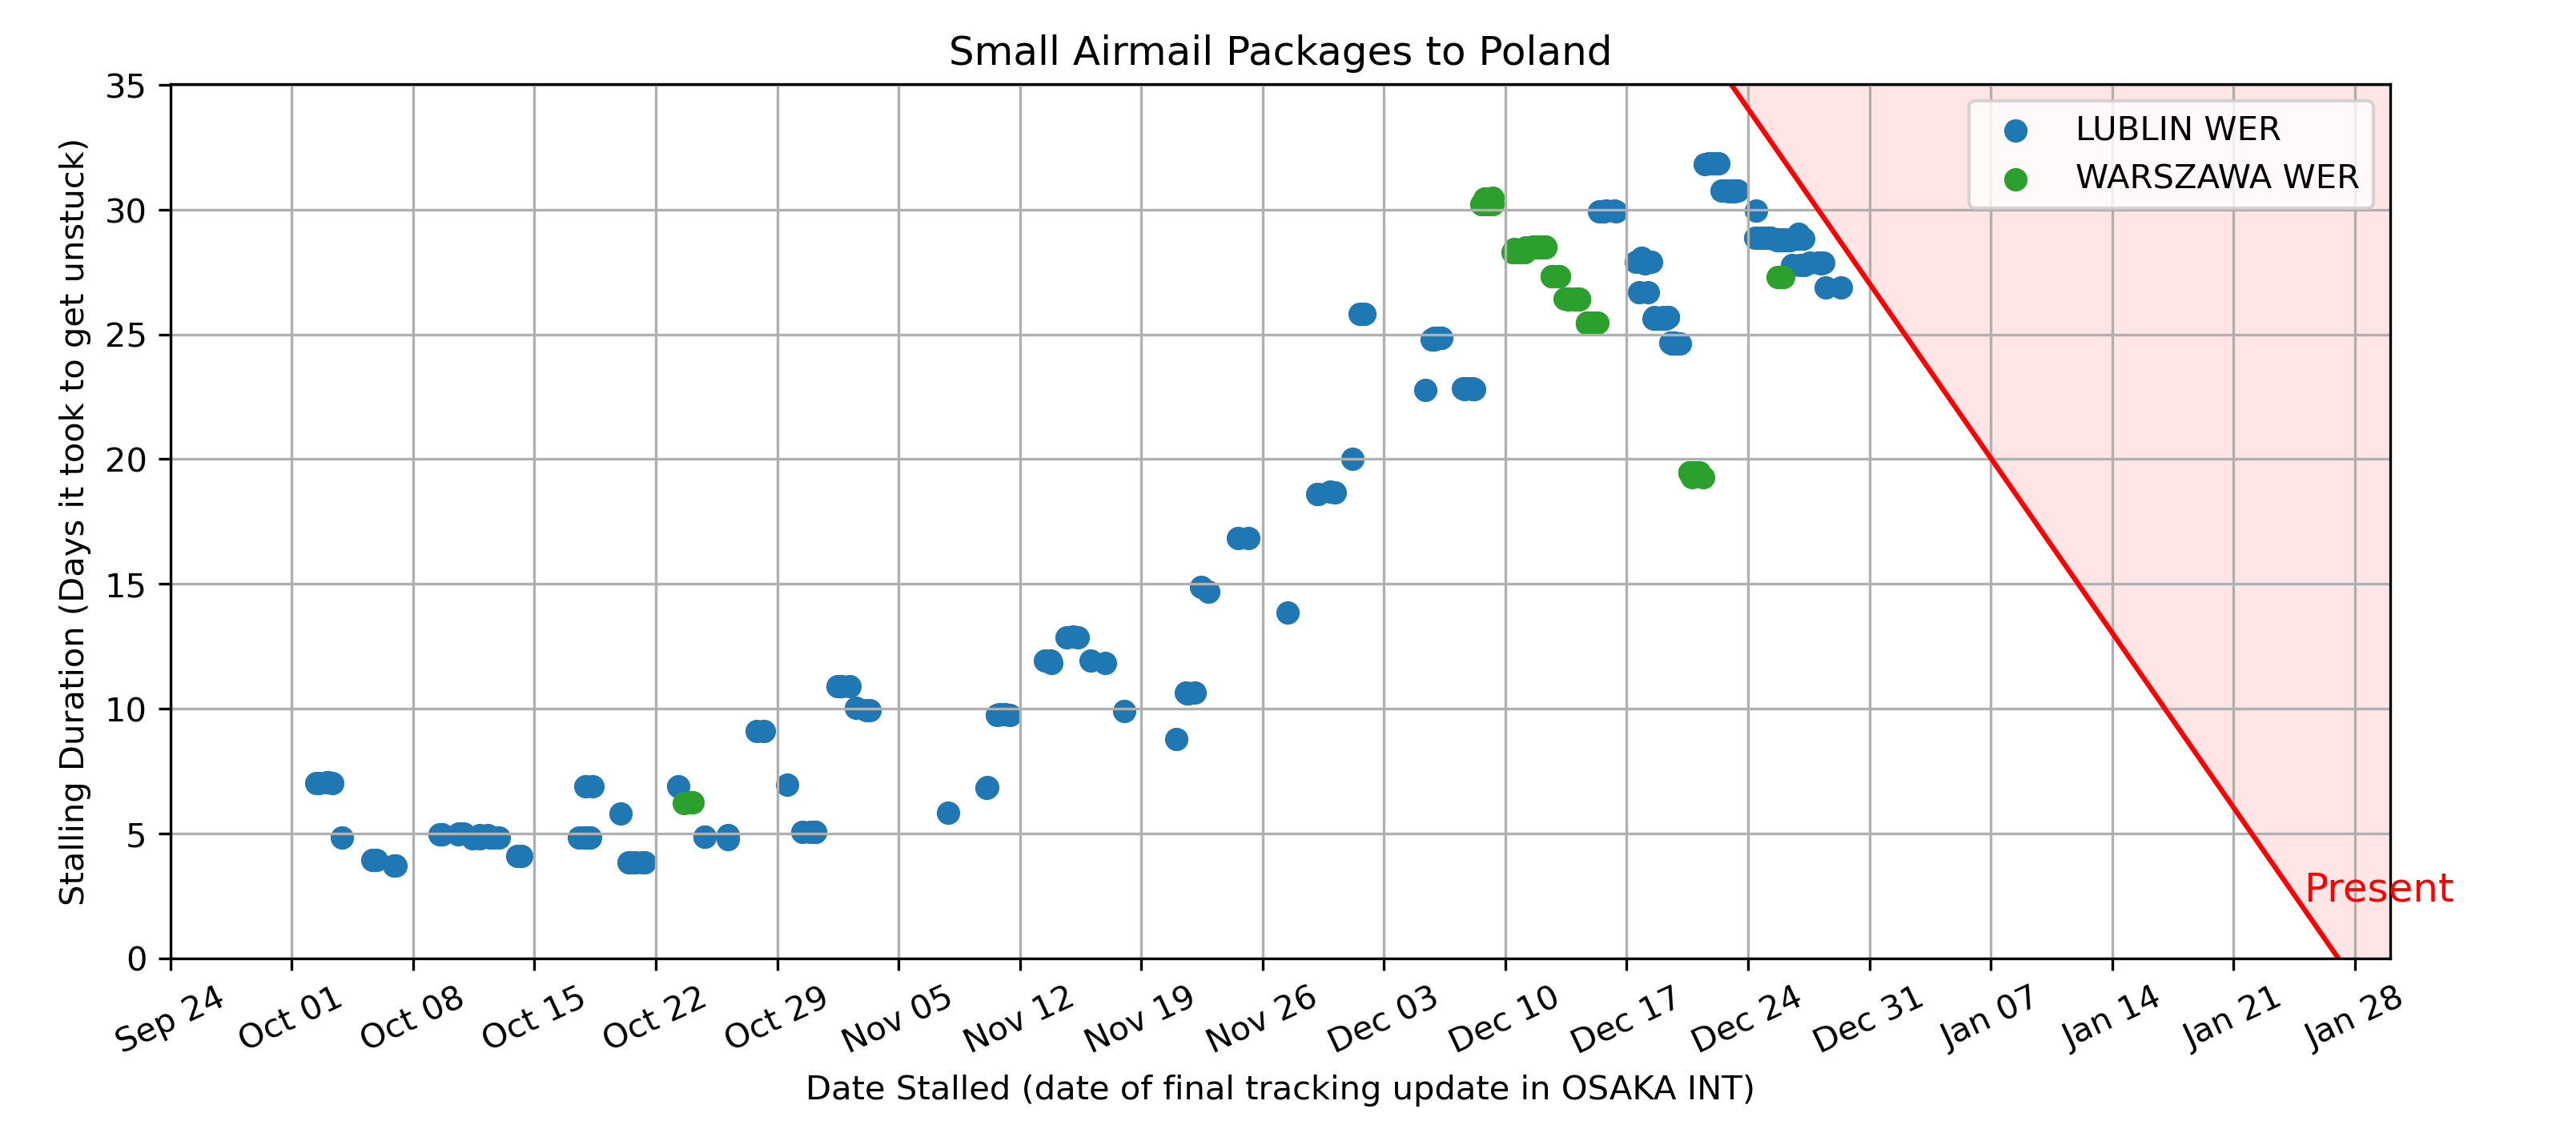 Small Airmail Packages to Poland
35
30
25
20
15
10
5
0
Stalling Duration (Days it took to get unstuck)
LUBLIN WER
WARSZAWA WER
Present
Sep 24
Oct 01
Oct 08
Oct 15
Oct 22
Oct 29
Nov 05
Nov 12
Nov 19
Nov 26
Dec 03
Dec 10
Dec 17
Dec 24
Dec 31
Jan 07
Jan 14
Jan 21
Jan 28
Date Stalled (date of final tracking update in OSAKA INT)